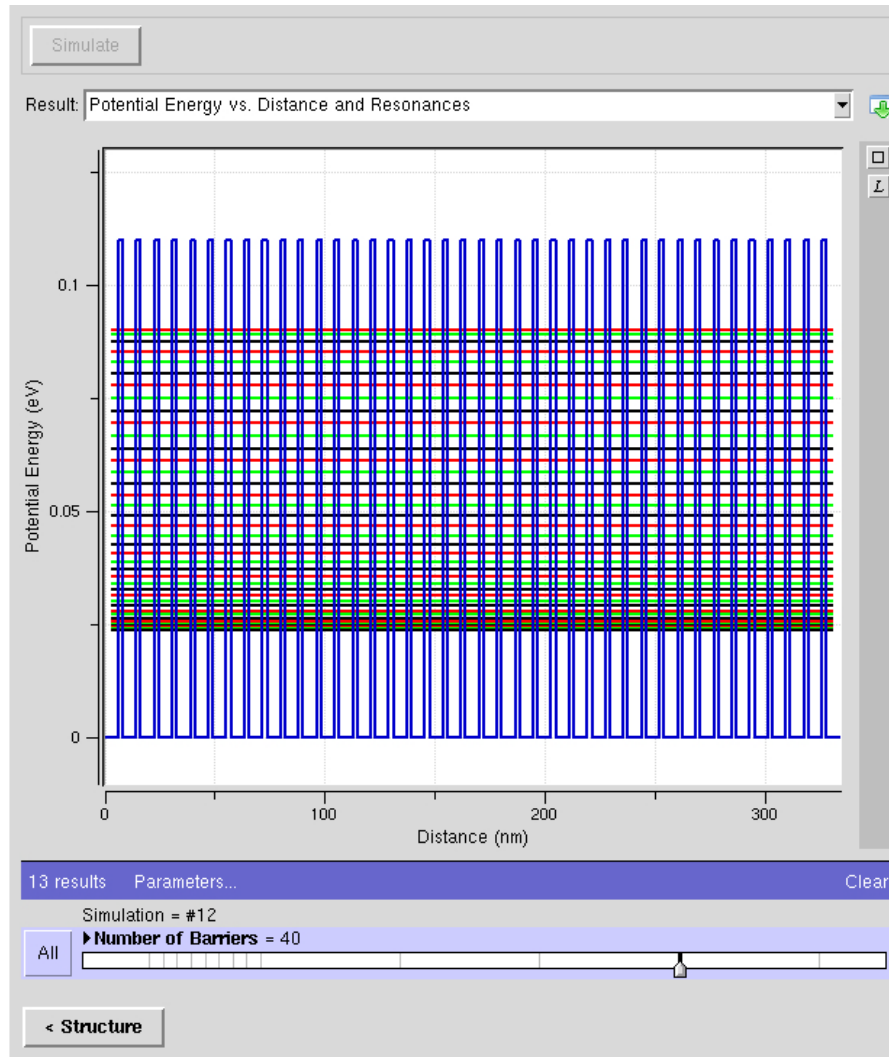 Simulate
Result: Potential Energy vs. Distance and Resonances
L
0.1
0.05
0
Potential Energy (eV)
0 100 200 300
Distance (nm)
13 results Parameters... Clear
Simulation = #12
All
Number of Barriers = 40
< Structure